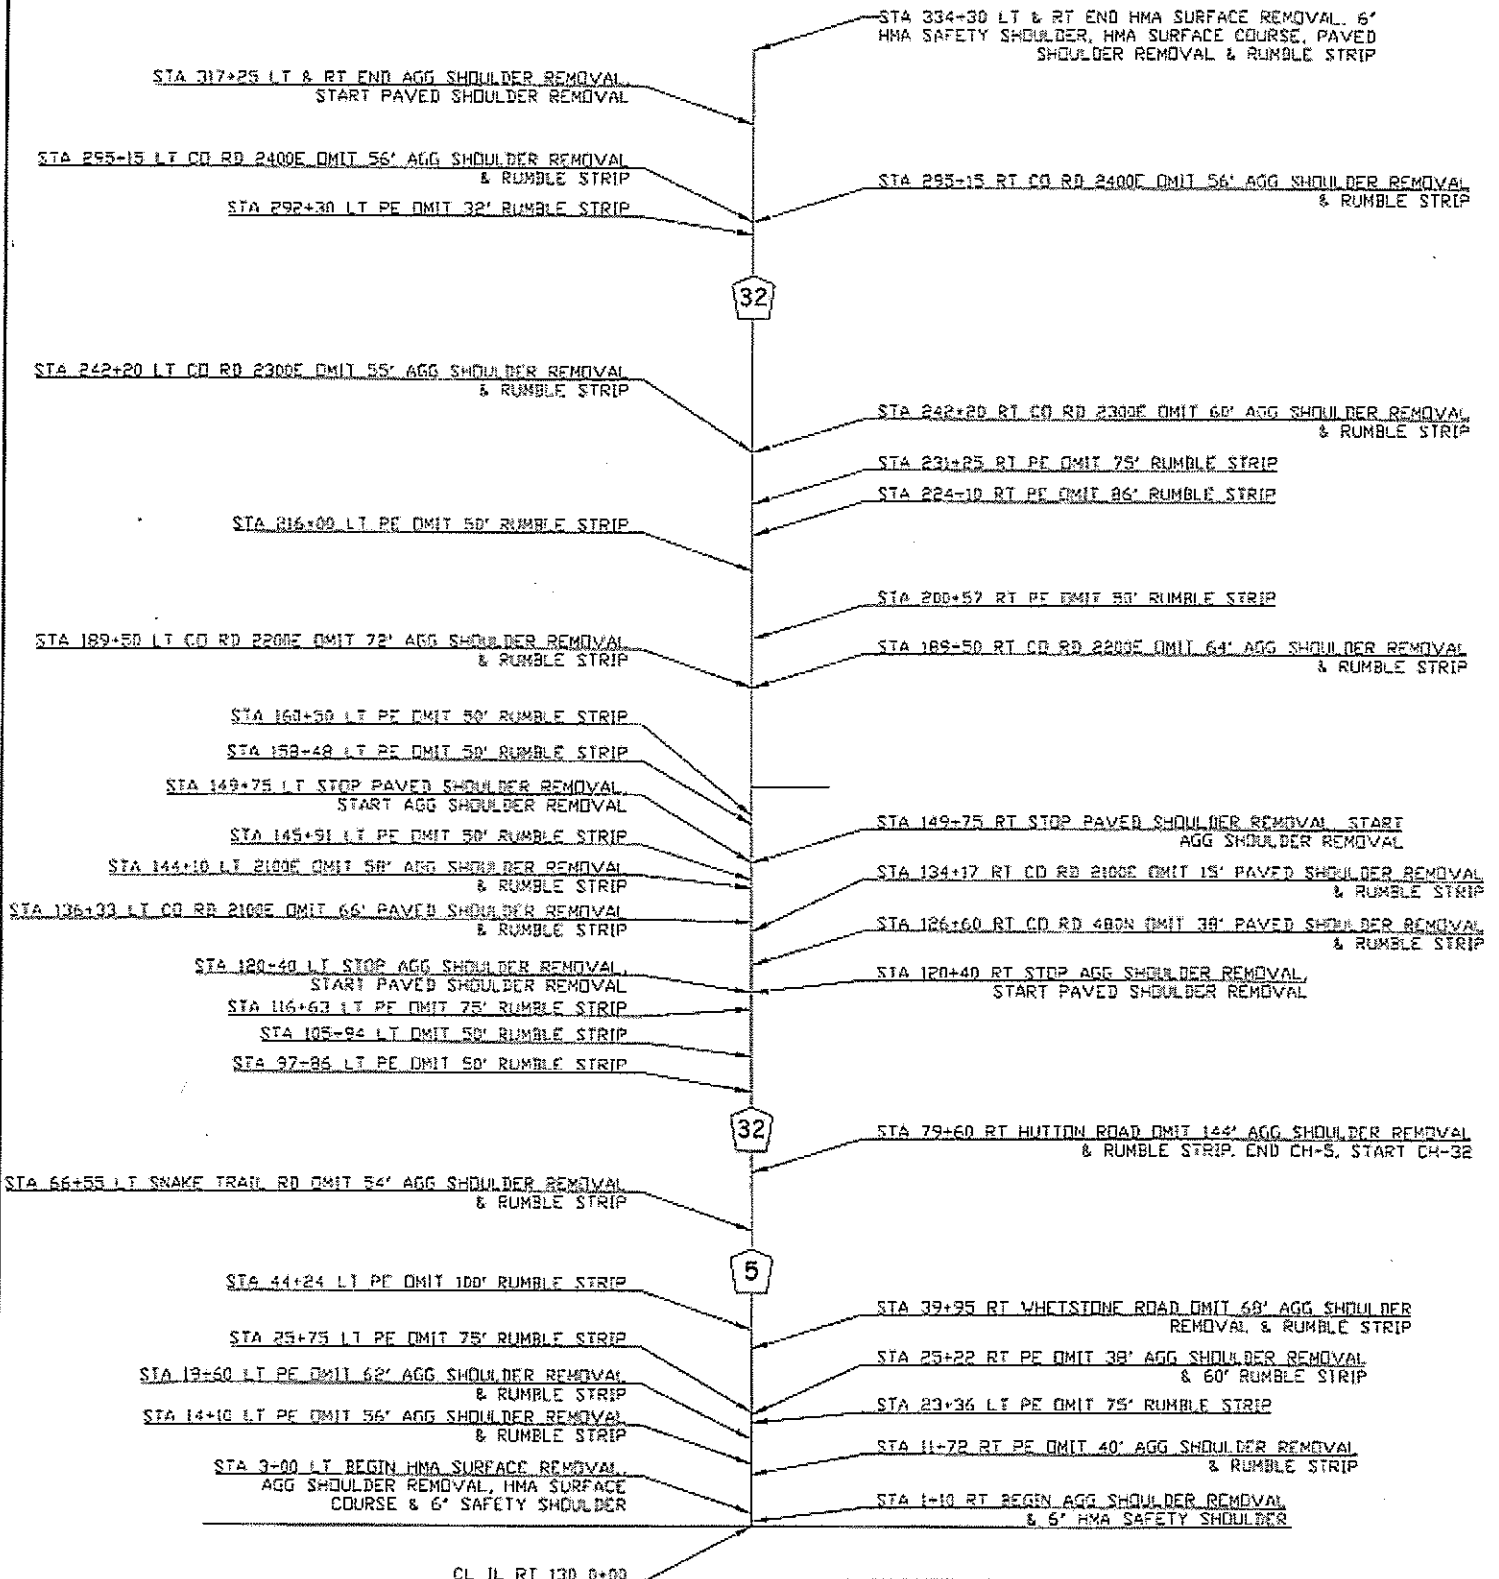 STA 334+30 LT & RT END HMA SURFACE REMOVAL, 6'
HMA SAFETY SHOULDER, HMA SURFACE COURSE, PAVED
SHOULDER REMOVAL & RUMBLE STRIP
STA 317+25 LT & RT END AGG SHOULDER REMOVAL,
START PAVED SHOULDER REMOVAL
STA 295+15 LT CO RD 2400E OMIT 56' AGG SHOULDER REMOVAL
& RUMBLE STRIP
STA 295+15 RT CO RD 2400E OMIT 56' AGG SHOULDER REMOVAL
& RUMBLE STRIP
STA 292+30 LT PE OMIT 32' RUMBLE STRIP
32
STA 242+20 LT CO RD 2300E OMIT 55' AGG SHOULDER REMOVAL
& RUMBLE STRIP
STA 242+20 RT CO RD 2300E OMIT 60' AGG SHOULDER REMOVAL
& RUMBLE STRIP
STA 231+25 RT PE OMIT 75' RUMBLE STRIP
STA 224+10 RT PE OMIT 86' RUMBLE STRIP
STA 216+00 LT PE OMIT 50' RUMBLE STRIP
STA 200+57 RT PE OMIT 50' RUMBLE STRIP
STA 189+50 LT CO RD 2200E OMIT 72' AGG SHOULDER REMOVAL
& RUMBLE STRIP
STA 189+50 RT CO RD 2200E OMIT 64' AGG SHOULDER REMOVAL
& RUMBLE STRIP
STA 160+50 LT PE OMIT 50' RUMBLE STRIP
STA 158+48 LT PE OMIT 50' RUMBLE STRIP
STA 149+75 LT STOP PAVED SHOULDER REMOVAL,
START AGG SHOULDER REMOVAL
STA 149+75 RT STOP PAVED SHOULDER REMOVAL, START
AGG SHOULDER REMOVAL
STA 145+91 LT PE OMIT 50' RUMBLE STRIP
STA 144+10 LT 2100E OMIT 58' AGG SHOULDER REMOVAL
& RUMBLE STRIP
STA 134+17 RT CO RD 2100E OMIT 15' PAVED SHOULDER REMOVAL
& RUMBLE STRIP
STA 136+33 LT CO RD 2100E OMIT 66' PAVED SHOULDER REMOVAL
& RUMBLE STRIP
STA 126+60 RT CO RD 480N OMIT 38' PAVED SHOULDER REMOVAL
& RUMBLE STRIP
STA 120+40 LT STOP AGG SHOULDER REMOVAL,
START PAVED SHOULDER REMOVAL
STA 120+40 RT STOP AGG SHOULDER REMOVAL,
START PAVED SHOULDER REMOVAL
STA 116+63 LT PE OMIT 75' RUMBLE STRIP
STA 105+94 LT OMIT 50' RUMBLE STRIP
STA 97+86 LT PE OMIT 50' RUMBLE STRIP
32
STA 79+60 RT HUTTON ROAD OMIT 144' AGG SHOULDER REMOVAL
& RUMBLE STRIP, END CH-5, START CH-32
STA 66+55 LT SNAKE TRAIL RD OMIT 54' AGG SHOULDER REMOVAL
& RUMBLE STRIP
5
STA 44+24 LT PE OMIT 100' RUMBLE STRIP
STA 39+95 RT WHETSTONE ROAD OMIT 68' AGG SHOULDER
REMOVAL & RUMBLE STRIP
STA 25+75 LT PE OMIT 75' RUMBLE STRIP
STA 25+22 RT PE OMIT 38' AGG SHOULDER REMOVAL
& 60' RUMBLE STRIP
STA 19+60 LT PE OMIT 62' AGG SHOULDER REMOVAL
& RUMBLE STRIP
STA 23+36 LT PE OMIT 75' RUMBLE STRIP
STA 14+10 LT PE OMIT 56' AGG SHOULDER REMOVAL
& RUMBLE STRIP
STA 11+72 RT PE OMIT 40' AGG SHOULDER REMOVAL
& RUMBLE STRIP
STA 3+00 LT BEGIN HMA SURFACE REMOVAL,
AGG SHOULDER REMOVAL, HMA SURFACE
COURSE & 6' SAFETY SHOULDER
STA 1+10 RT BEGIN AGG SHOULDER REMOVAL
& 6' HMA SAFETY SHOULDER
CL IL RT 130 0+00